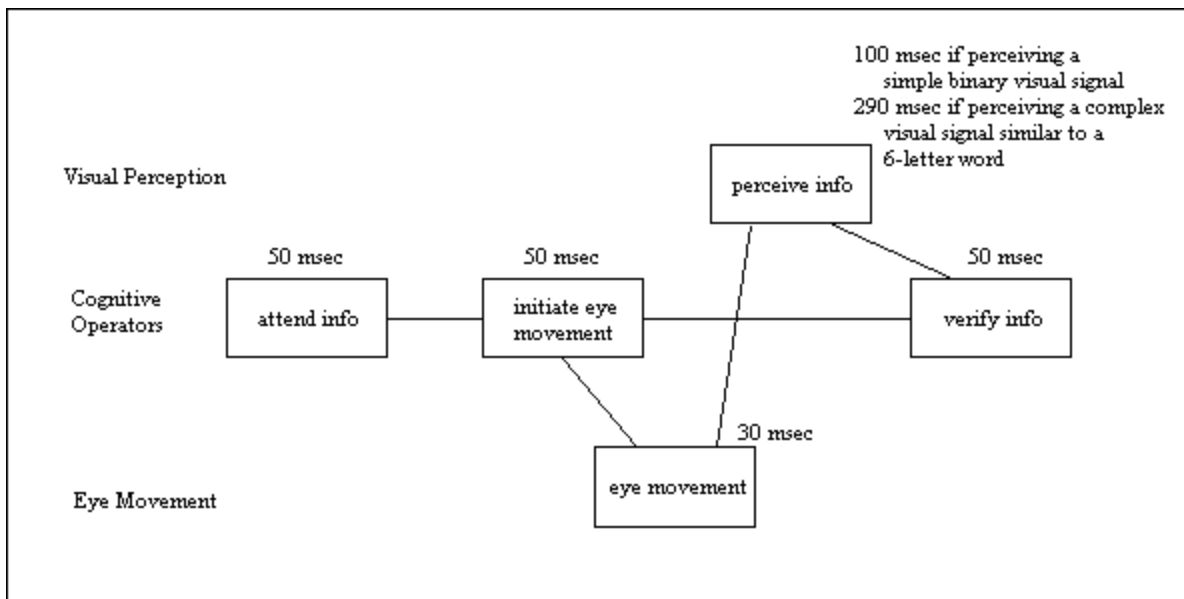 100 msec if perceiving a
simple binary visual signal
290 msec if perceiving a complex
visual signal similar to a
6-letter word
Visual Perception
perceive info
50 msec
50 msec
50 msec
Cognitive
Operators
attend info
initiate eye
movement
verify info
30 msec
eye movement
Eye Movement